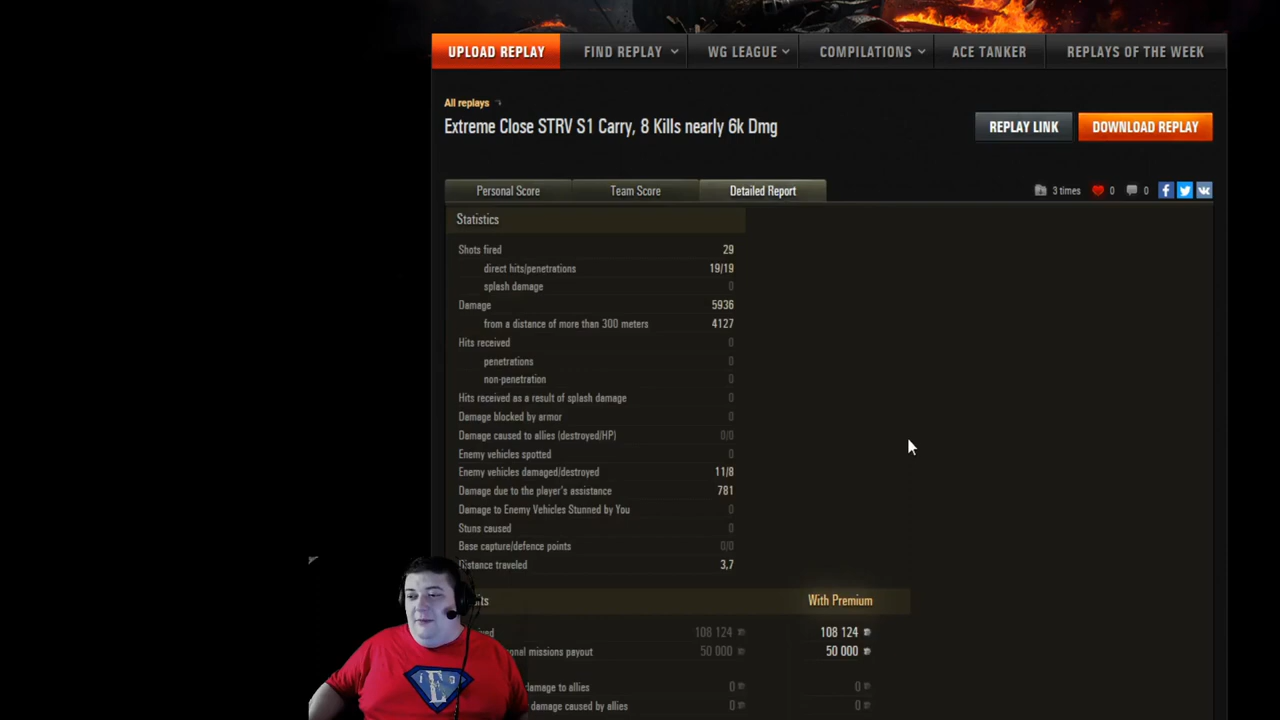 UPLOAD REPLAY FIND REPLAY WG LEAGUE COMPILATIONS ACE TANKER REPLAYS OF THE WEEK
All replays
Extreme Close STRV S1 Carry, 8 Kills nearly 6k Dmg REPLAY LINK DOWNLOAD REPLAY
Personal Score Team Score Detailed Report 3 times 0 0
Statistics
Shots fired 29
direct hits/penetrations 19/19
splash damage 0
Damage 5936
from a distance of more than 300 meters 4127
Hits received 0
penetrations 0
non-penetration 0
Hits received as a result of splash damage 0
Damage blocked by armor 0
Damage caused to allies (destroyed/HP) 0/0
Enemy vehicles spotted 0
Enemy vehicles damaged/destroyed 11/8
Damage due to the player's assistance 781
Damage to Enemy Vehicles Stunned by You 0
Stuns caused 0
Base capture/defence points 0/0
Distance traveled 3,7
With Premium
108 124 108 124
missions payout 50 000 50 000
damage to allies 0 0
damage caused by allies 0 0